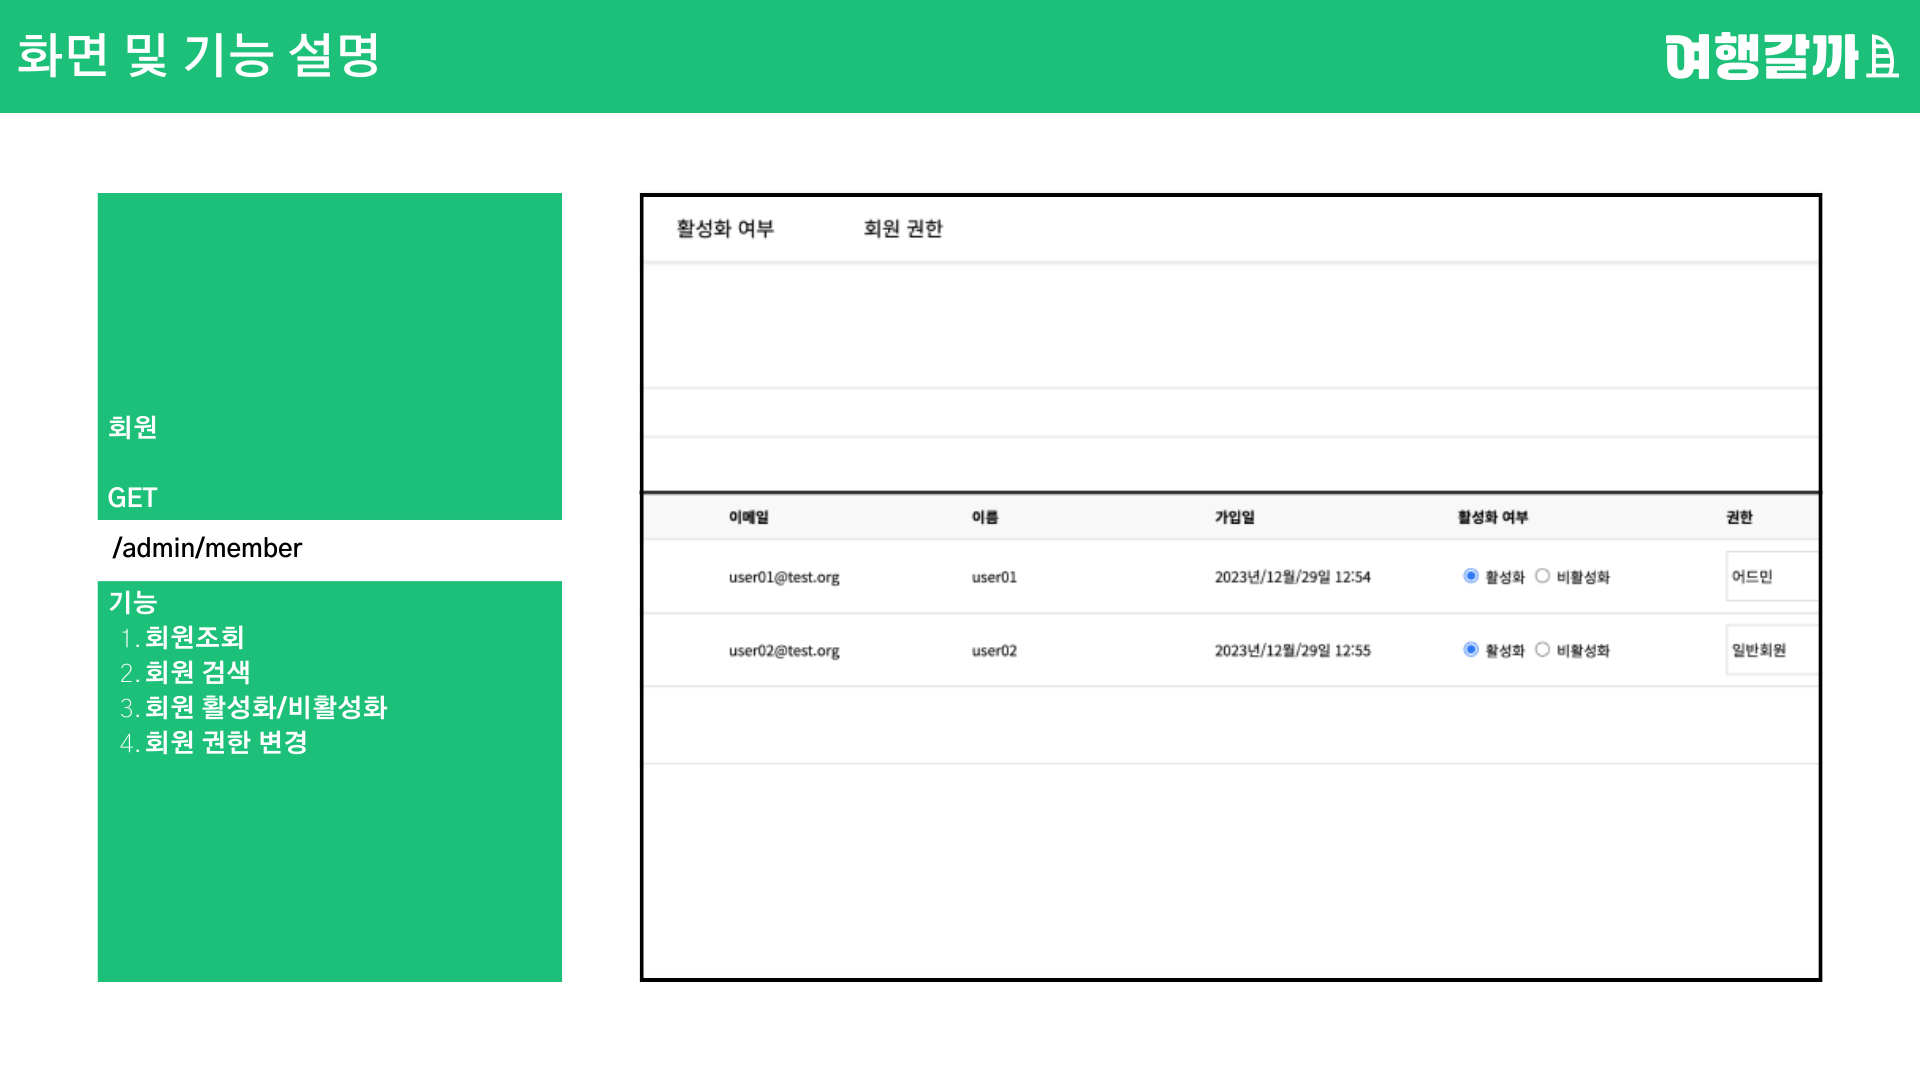 화면 및 기능 설명
여행갈까
회원
GET
/admin/member
기능
1. 회원조회
2. 회원 검색
3. 회원 활성화/비활성화
4. 회원 권한 변경
활성화 여부 회원 권한
이메일 이름 가입일 활성화 여부 권한
user01@test.org user01 2023년/12월/29일 12:54 활성화 비활성화 어드민
user02@test.org user02 2023년/12월/29일 12:55 활성화 비활성화 일반회원